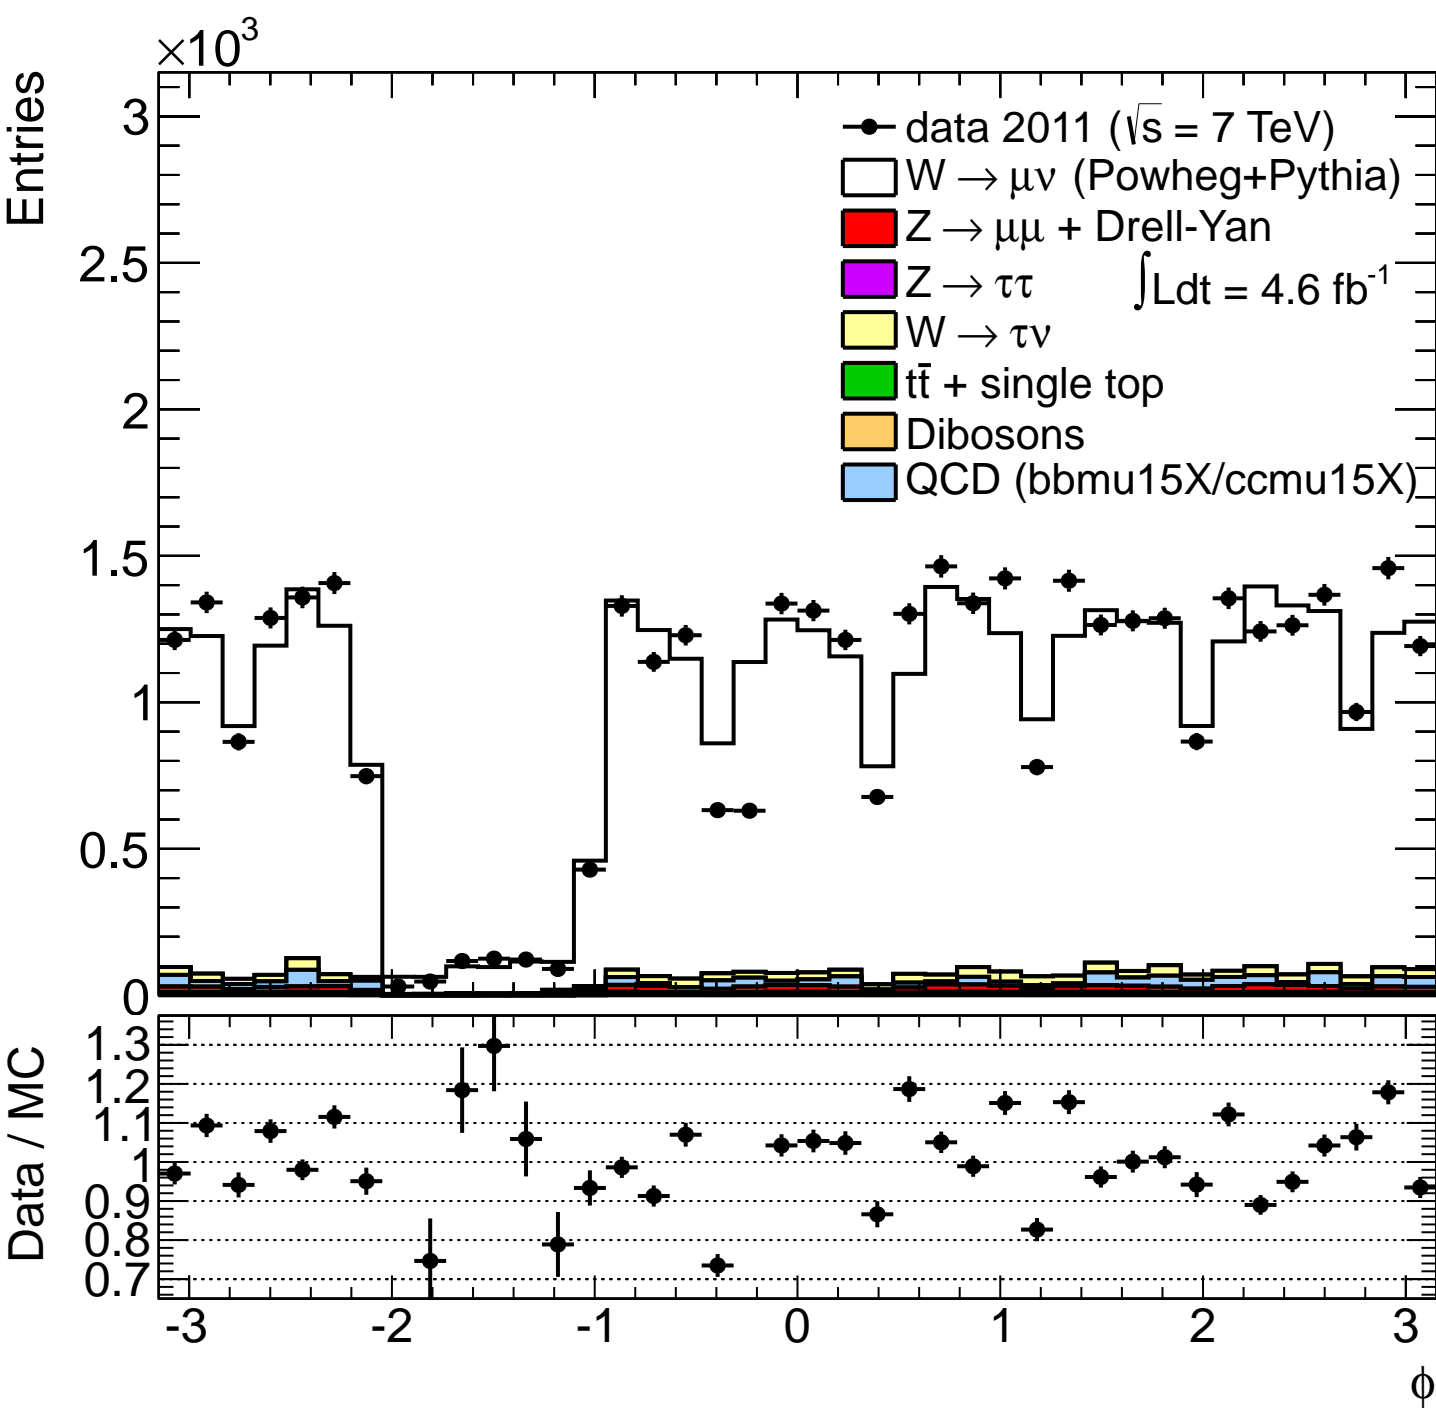 ×10³
Entries
3
2.5
2
1.5
1
0.5
0
data 2011 (√s = 7 TeV)
W → μν (Powheg+Pythia)
Z → μμ + Drell-Yan
Z → ττ
∫Ldt = 4.6 fb⁻¹
W → τν
tt̄ + single top
Dibosons
QCD (bbmu15X/ccmu15X)
Data / MC
1.3
1.2
1.1
1
0.9
0.8
0.7
-3 -2 -1 0 1 2 3
ϕ